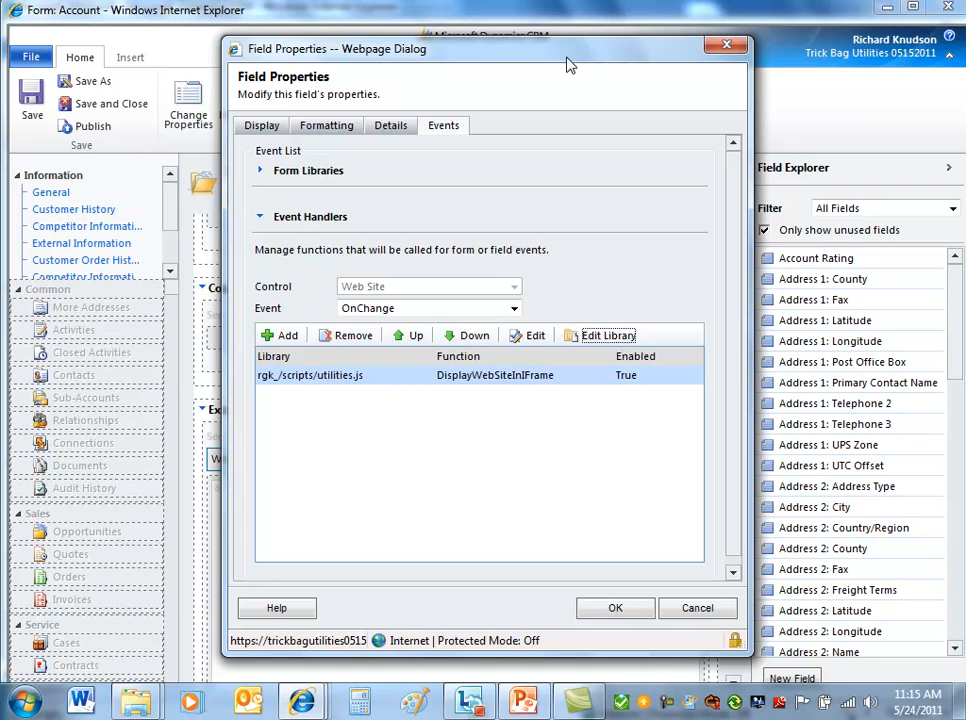 Form: Account - Windows Internet Explorer
Microsoft Dynamics CRM
Richard Knudson
Trick Bag Utilities 05152011
File
Home
Insert
Save
Save As
Save and Close
Publish
Save
Change
Properties
Information
General
Customer History
Competitor Informati...
External Information
Customer Order Hist...
Competitor Informati
Common
More Addresses
Activities
Closed Activities
Contacts
Sub-Accounts
Relationships
Connections
Documents
Audit History
Sales
Opportunities
Quotes
Orders
Invoices
Service
Cases
Contracts
Field Properties -- Webpage Dialog
Field Properties
Modify this field's properties.
Display
Formatting
Details
Events
Event List
Form Libraries
Event Handlers
Manage functions that will be called for form or field events.
Control
Web Site
Event
OnChange
Add
Remove
Up
Down
Edit
Edit Library
Library
Function
Enabled
rgk_/scripts/utilities.js
DisplayWebSiteInIFrame
True
Help
OK
Cancel
https://trickbagutilities0515
Internet | Protected Mode: Off
Field Explorer
Filter
All Fields
Only show unused fields
Account Rating
Address 1: County
Address 1: Fax
Address 1: Latitude
Address 1: Longitude
Address 1: Post Office Box
Address 1: Primary Contact Name
Address 1: Telephone 2
Address 1: Telephone 3
Address 1: UPS Zone
Address 1: UTC Offset
Address 2: Address Type
Address 2: City
Address 2: Country/Region
Address 2: County
Address 2: Fax
Address 2: Freight Terms
Address 2: Latitude
Address 2: Longitude
Address 2: Name
New Field
11:15 AM
5/24/2011